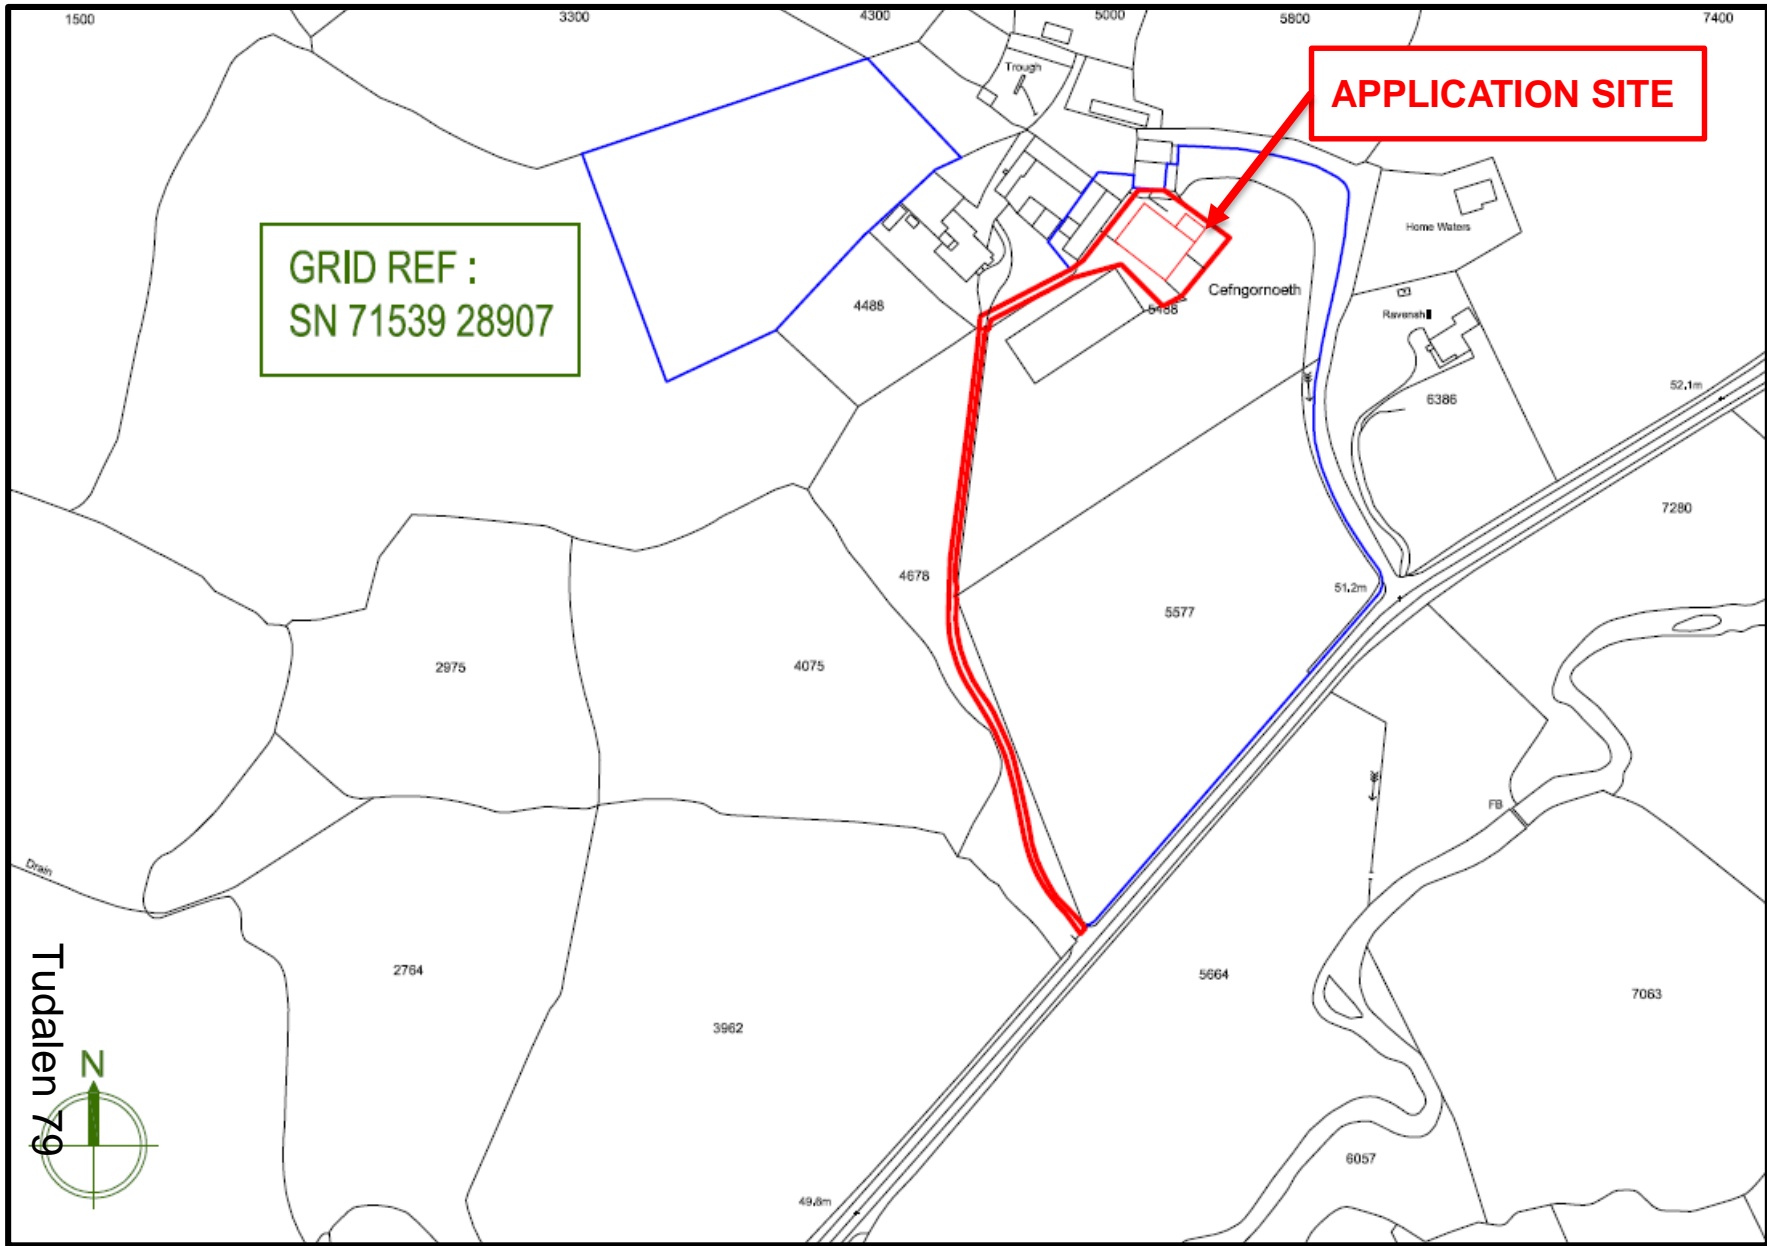 1500
3300
4300
5000
5800
7400
Trough
APPLICATION SITE
GRID REF :
SN 71539 28907
Home Waters
Cefngornoeth
4488
5488
6386
52.1m
7280
4678
51.2m
5577
2975
4075
FB
Drain
2764
3962
5664
7063
6057
49.8m
N
Tudalen 79